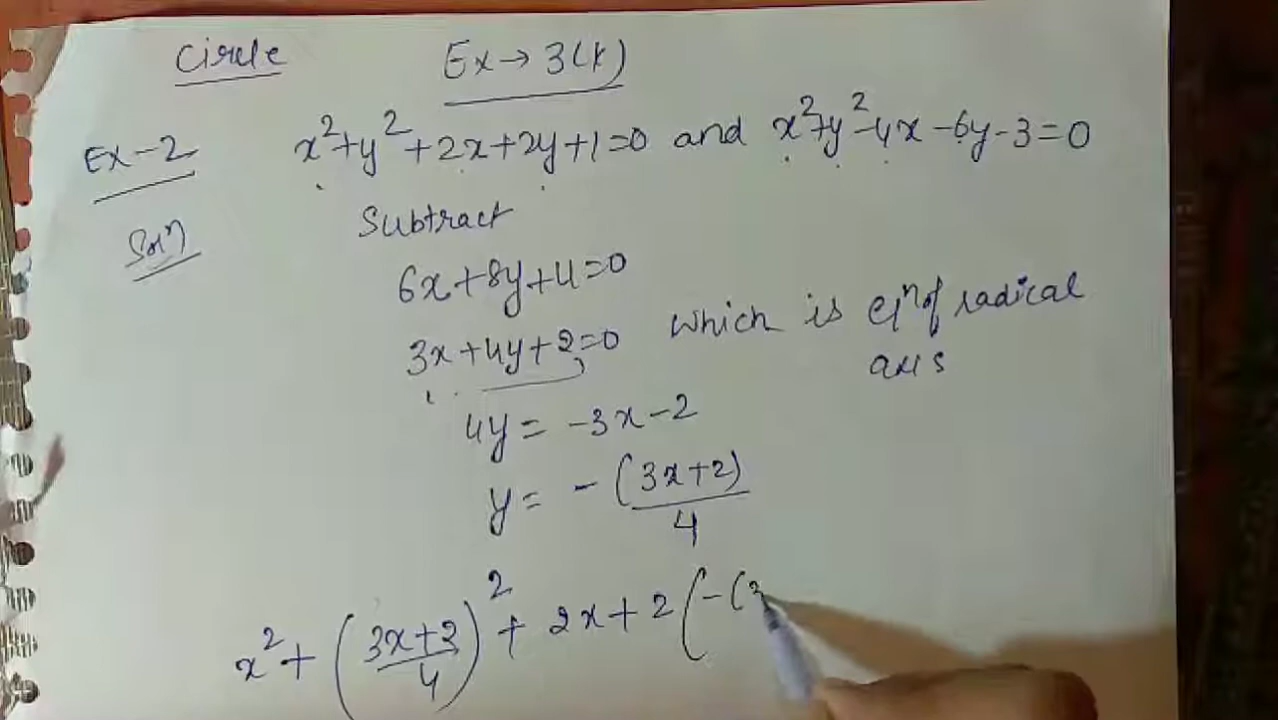 Circle Ex→3(k)
Ex-2 x²+y²+2x+2y+1=0 and x²+y²-4x-6y-3=0
Solⁿ Subtract
6x+8y+4=0
3x+4y+2=0 which is eqⁿ of radical
axis
4y = -3x-2
y = -(3x+2)/4
x²+((3x+2)/4)²+2x+2(-(3